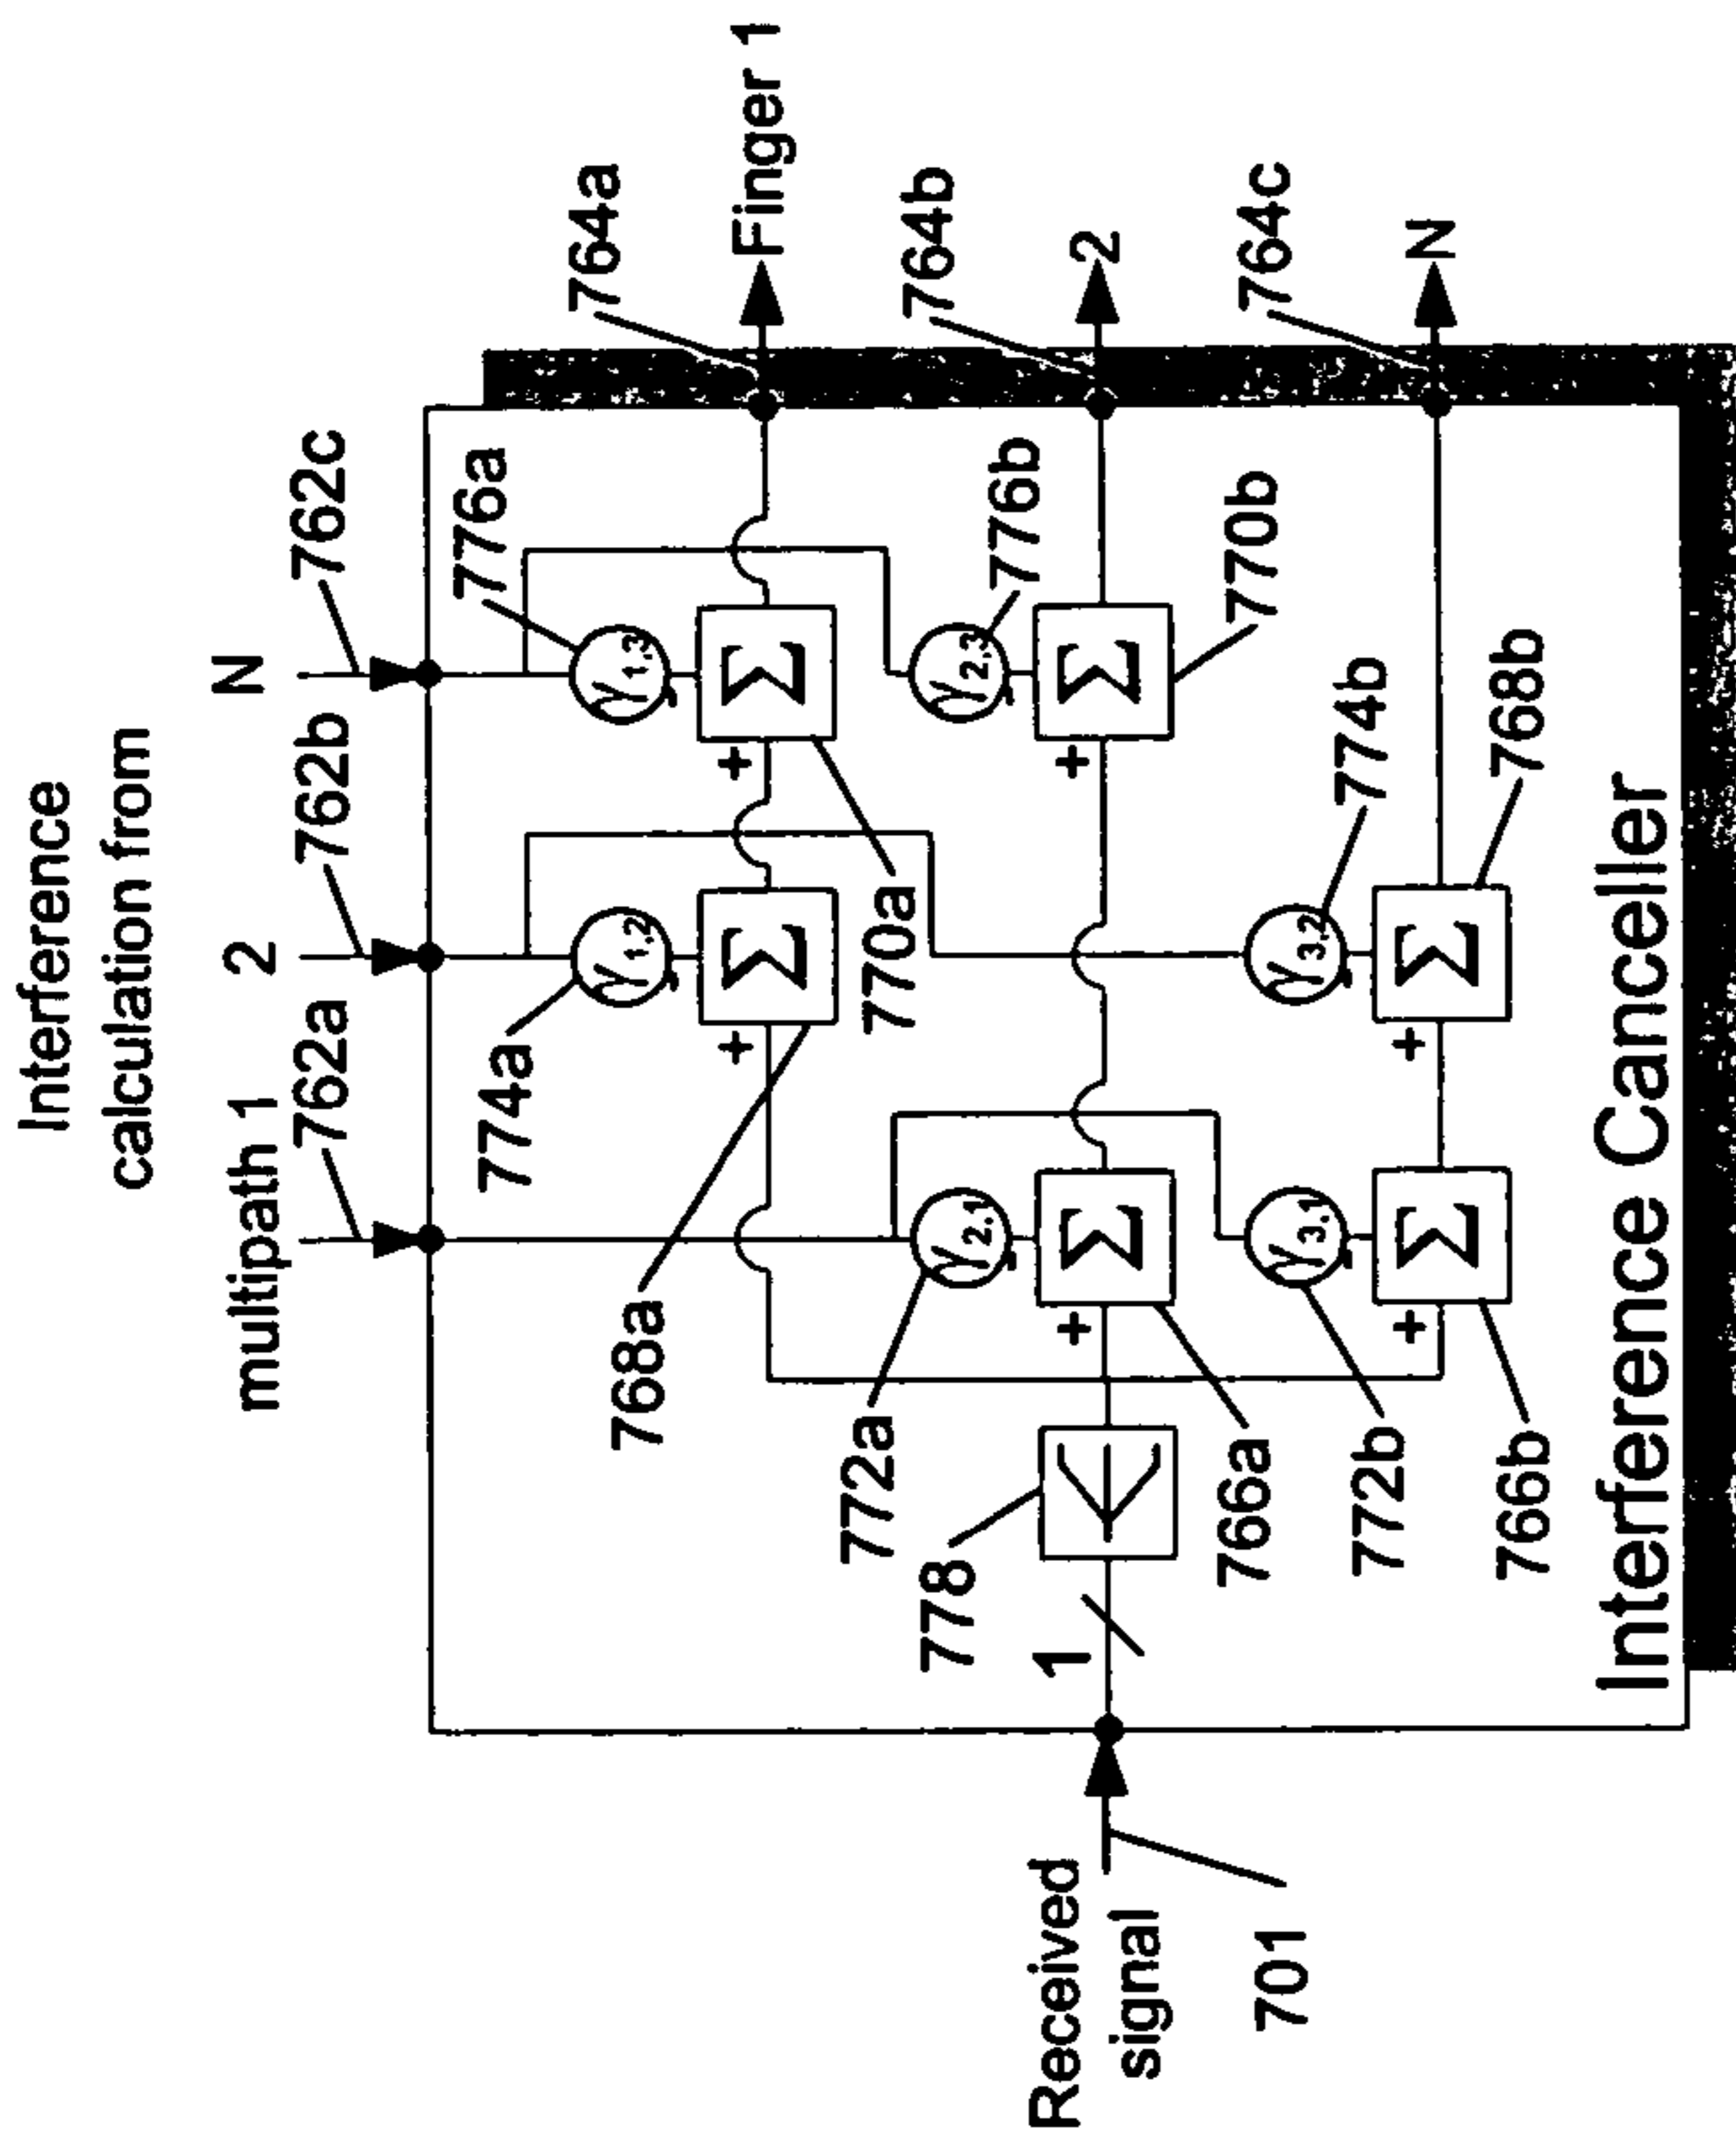 Interference
calculation from
multipath 1 2 N
762a 762b 762c
774a 776a
γ1,2 γ1,3
764a
Σ Σ
+ +
Finger 1
768a 770a
772a 776b
γ2,1 γ2,3
764b
778
Received
signal
1
Σ Σ
+ +
2
701
766a 770b
772b 774b
γ3,1 γ3,2
764c
Σ Σ
+ +
N
766b 768b
Interference Canceller